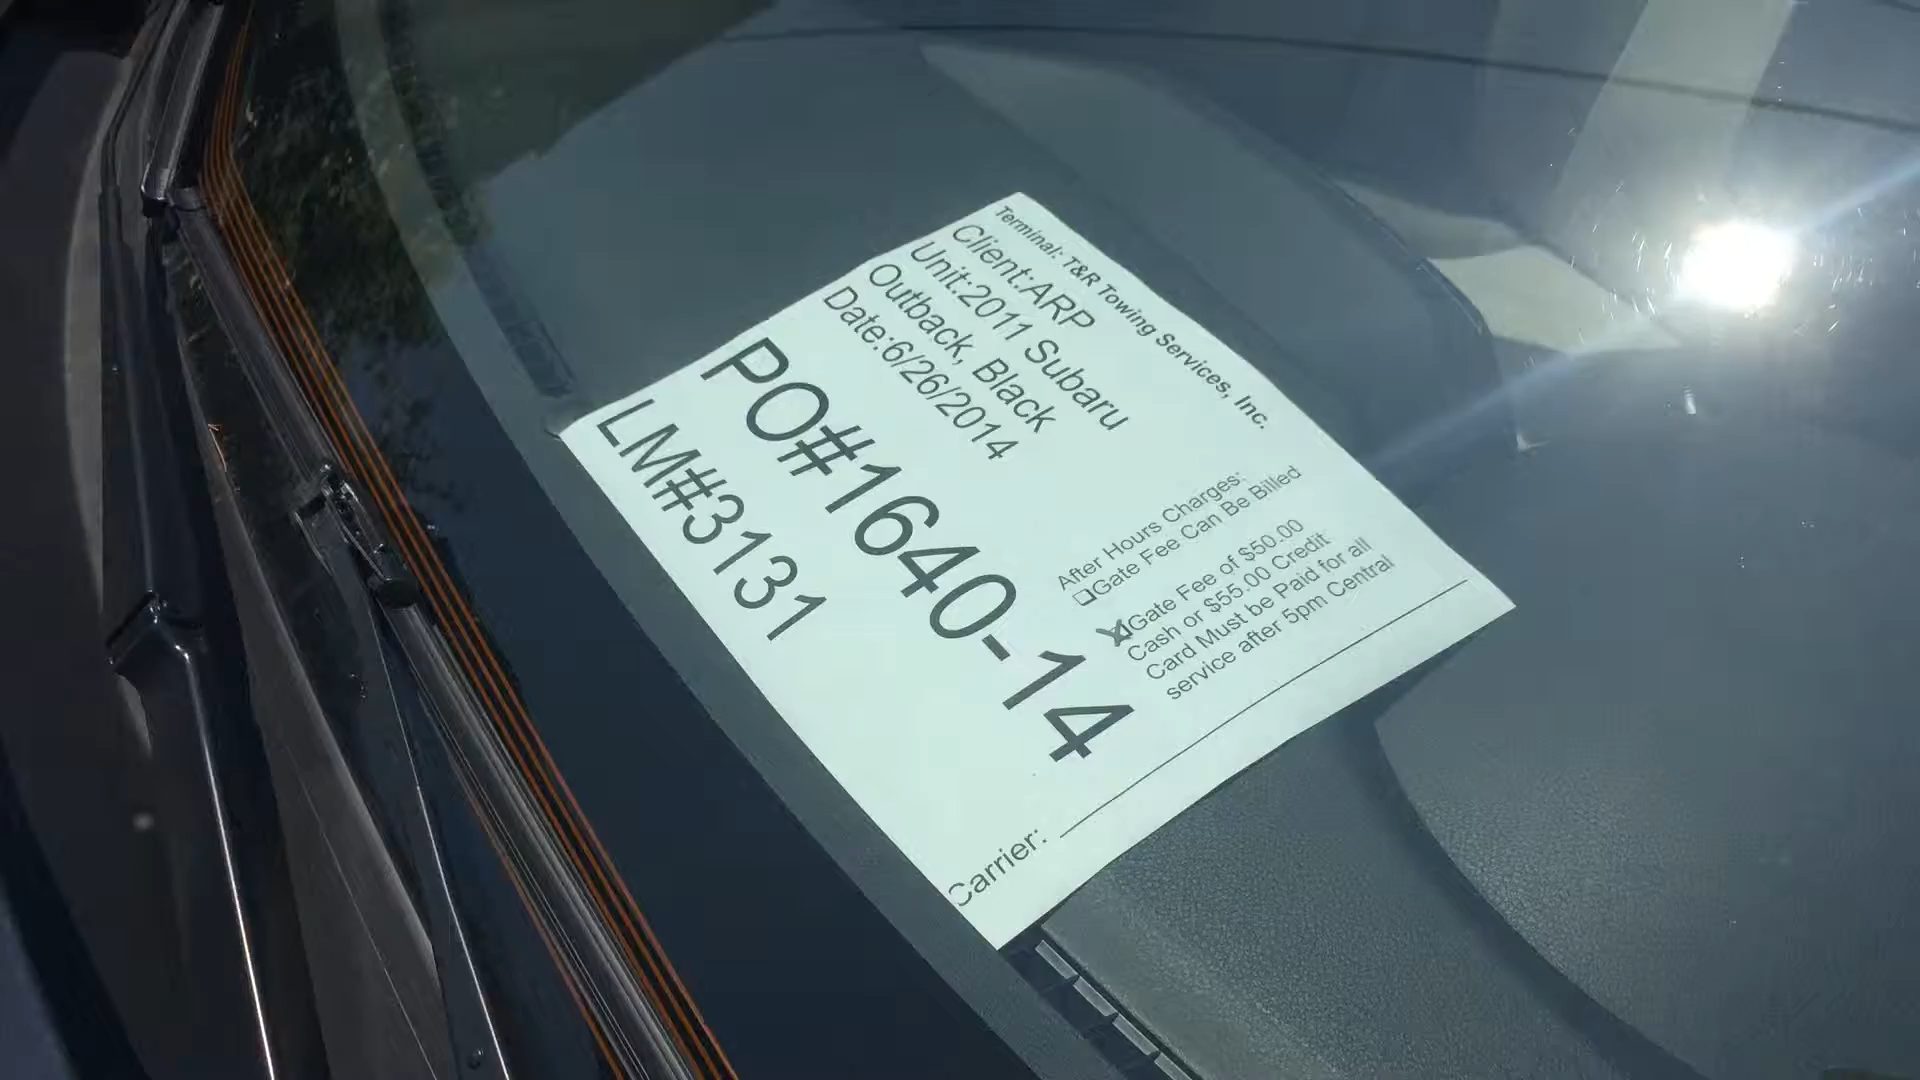 Terminal: T&R Towing Services, Inc.
Client:ARP
Unit:2011 Subaru
Outback, Black
Date:6/26/2014
PO#1640-14
LM#3131
After Hours Charges:
❑Gate Fee Can Be Billed
❑Gate Fee of $50.00
Cash or $55.00 Credit
Card Must be Paid for all
service after 5pm Central
Carrier: